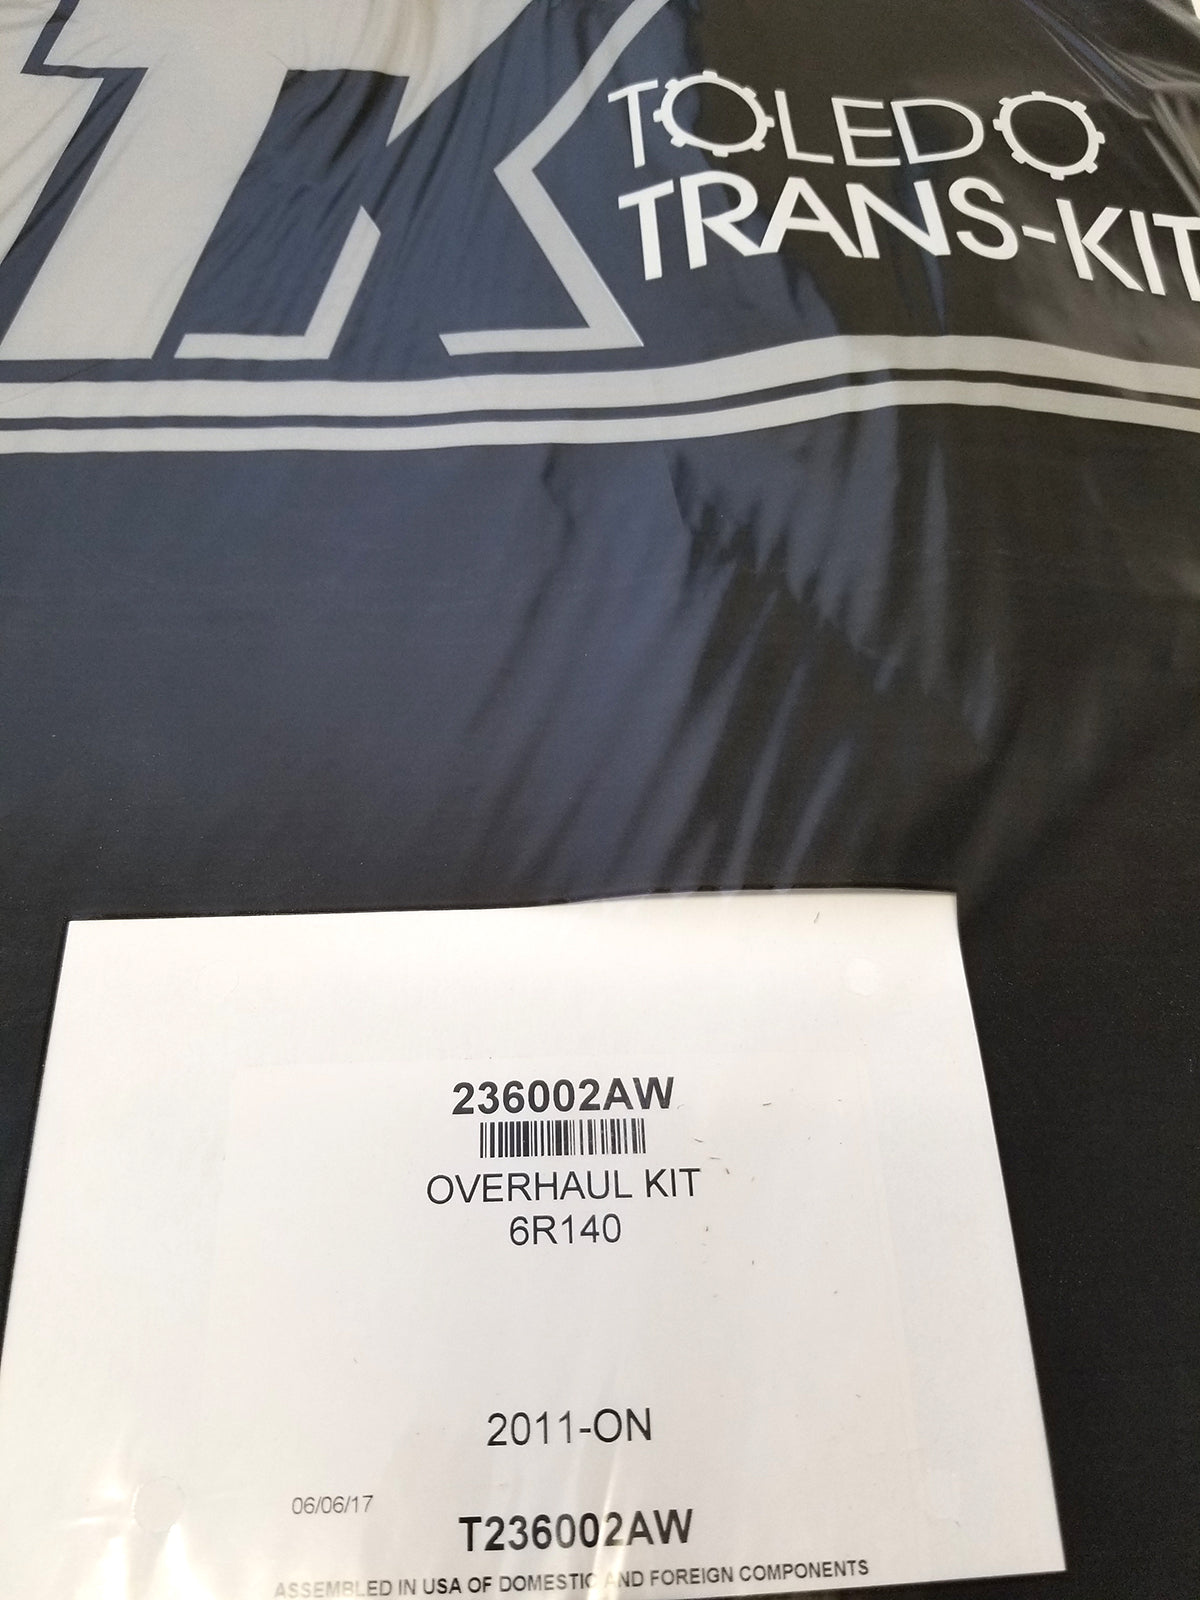 TK
TOLEDO
TRANS-KIT
236002AW
OVERHAUL KIT
6R140
2011-ON
06/06/17
T236002AW
ASSEMBLED IN USA OF DOMESTIC AND FOREIGN COMPONENTS